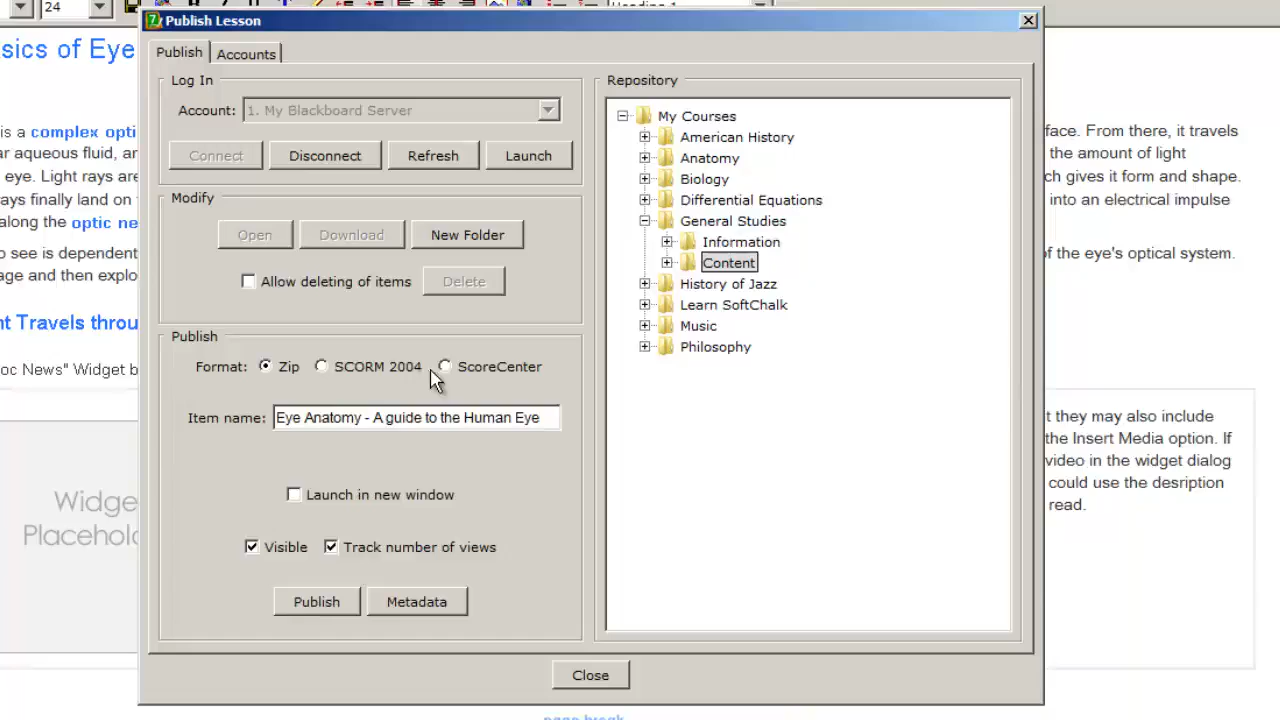 24
Heading 1
Publish Lesson
Publish
Accounts
Log In
Account: 1. My Blackboard Server
Connect
Disconnect
Refresh
Launch
Modify
Open
Download
New Folder
Allow deleting of items
Delete
Publish
Format: Zip SCORM 2004 ScoreCenter
Item name: Eye Anatomy - A guide to the Human Eye
Launch in new window
Visible
Track number of views
Publish
Metadata
Repository
My Courses
American History
Anatomy
Biology
Differential Equations
General Studies
Information
Content
History of Jazz
Learn SoftChalk
Music
Philosophy
Close
sics of Eye
is a complex opti
ar aqueous fluid, an
eye. Light rays are
ays finally land on
along the optic ne
o see is dependent
age and then explo
nt Travels throu
oc News" Widget b
Widge
Placehold
face. From there, it travels
the amount of light
ch gives it form and shape.
into an electrical impulse
of the eye's optical system.
t they may also include
the Insert Media option. If
video in the widget dialog
could use the desription
read.
page break